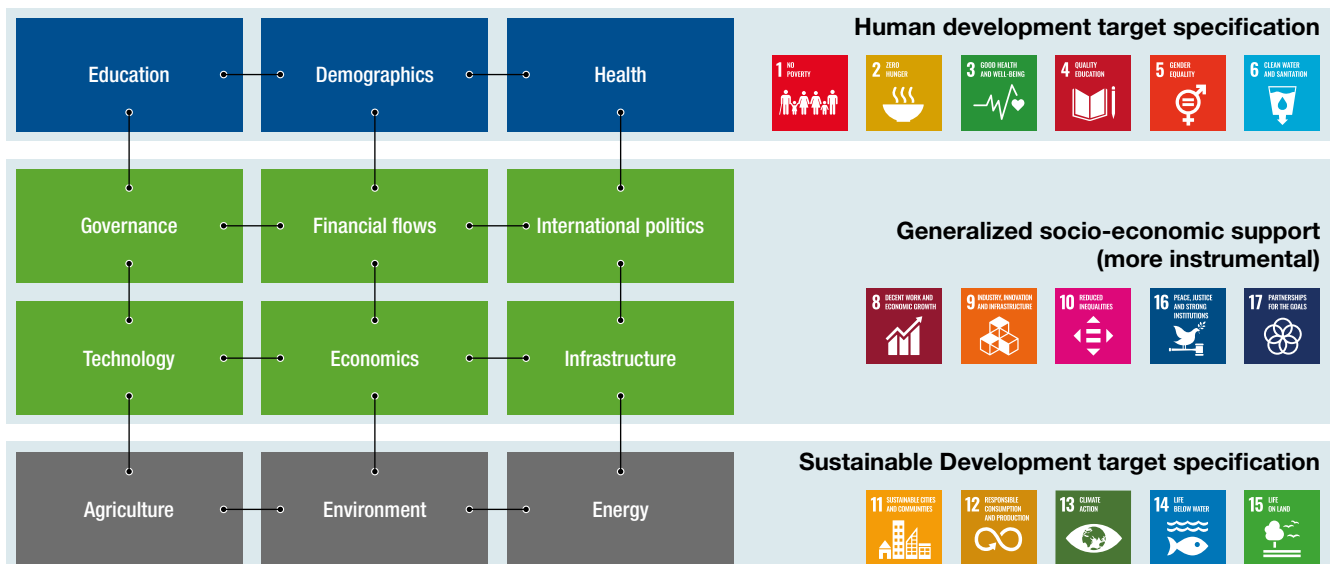 Education
Demographics
Health
Human development target specification
1 NO
POVERTY
2 ZERO
HUNGER
3 GOOD HEALTH
AND WELL-BEING
4 QUALITY
EDUCATION
5 GENDER
EQUALITY
6 CLEAN WATER
AND SANITATION
Governance
Financial flows
International politics
Technology
Economics
Infrastructure
Generalized socio-economic support
(more instrumental)
8 DECENT WORK AND
ECONOMIC GROWTH
9 INDUSTRY, INNOVATION
AND INFRASTRUCTURE
10 REDUCED
INEQUALITIES
16 PEACE, JUSTICE
AND STRONG
INSTITUTIONS
17 PARTNERSHIPS
FOR THE GOALS
Agriculture
Environment
Energy
Sustainable Development target specification
11 SUSTAINABLE CITIES
AND COMMUNITIES
12 RESPONSIBLE
CONSUMPTION
AND PRODUCTION
13 CLIMATE
ACTION
14 LIFE
BELOW WATER
15 LIFE
ON LAND